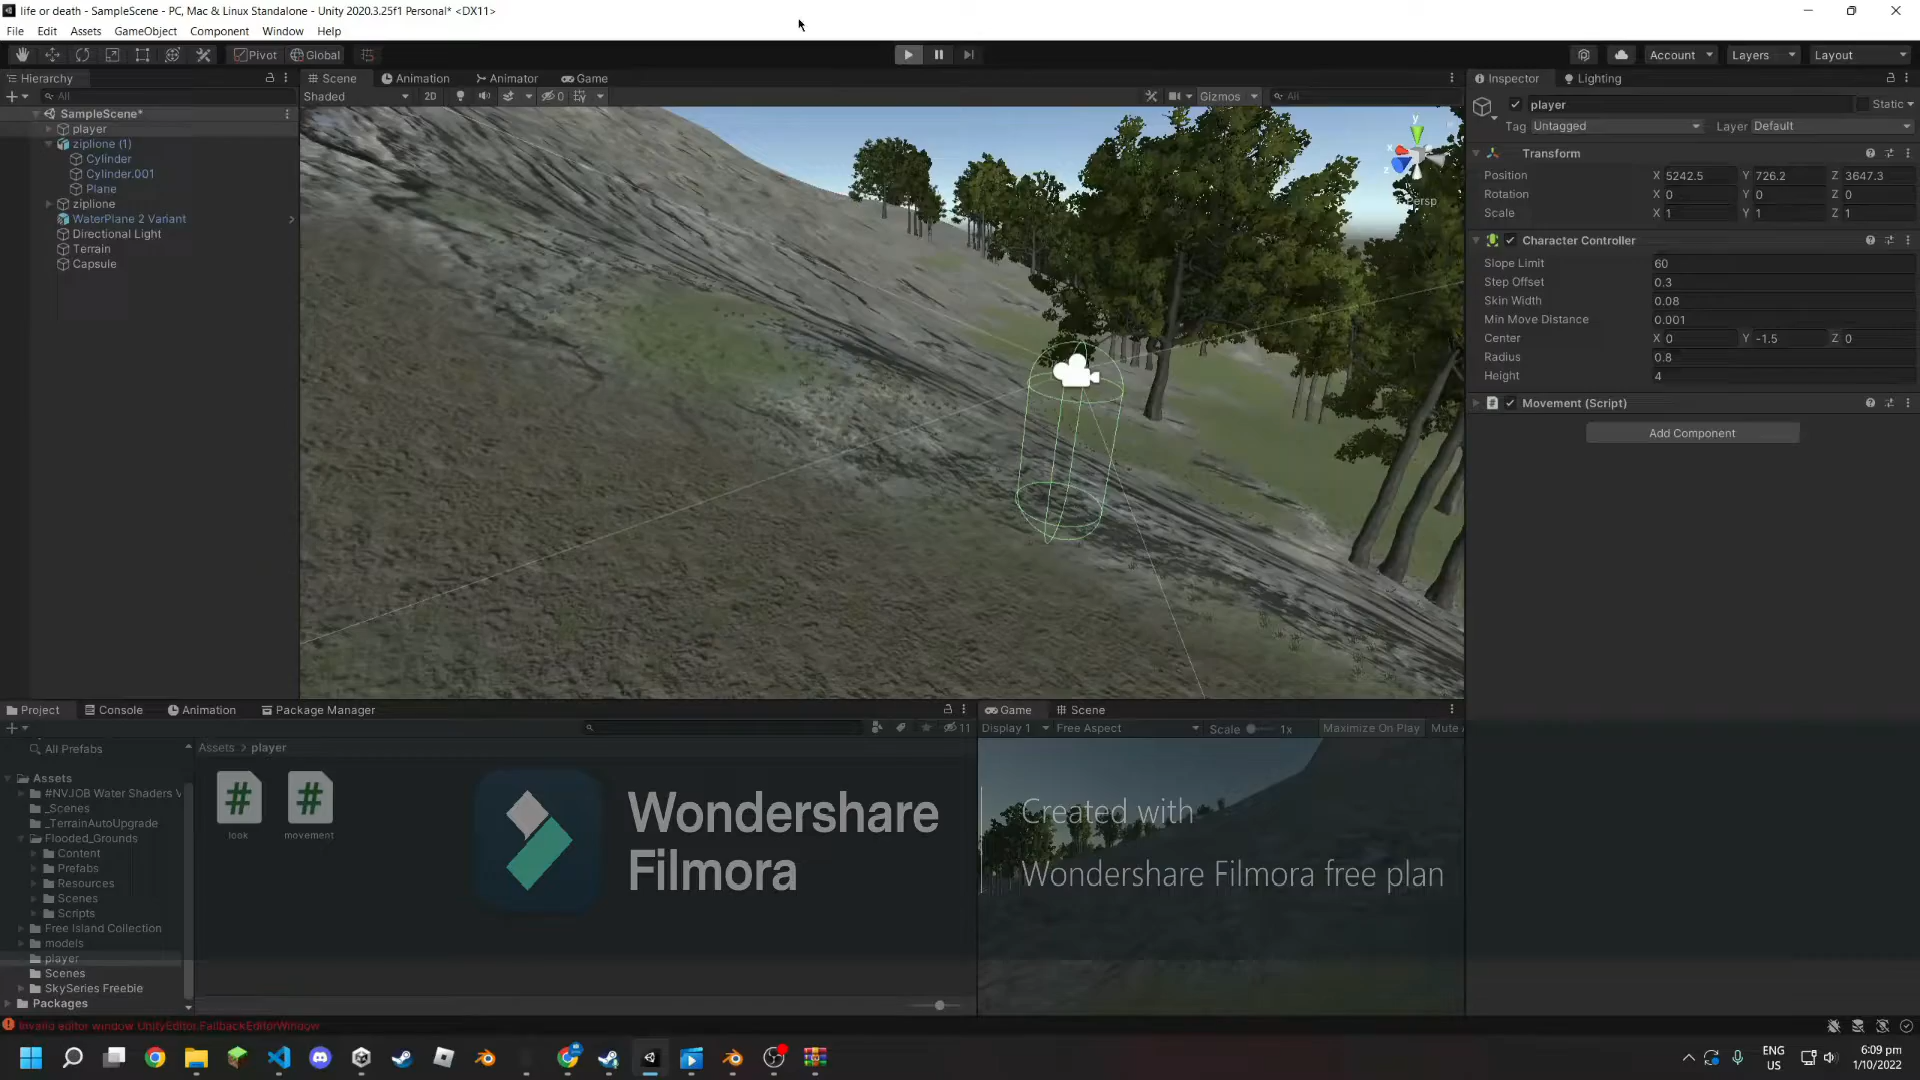 life or death - SampleScene - PC, Mac & Linux Standalone - Unity 2020.3.25f1 Personal* <DX11>
File Edit Assets GameObject Component Window Help
Pivot Global
Account Layers Layout
Hierarchy
Scene Animation Animator Game
Inspector Lighting
All
Shaded 2D 0 Gizmos All
SampleScene*
player
ziplione (1)
Cylinder
Cylinder.001
Plane
ziplione
WaterPlane 2 Variant
Directional Light
Terrain
Capsule
y
x
z
Persp
player Static
Tag Untagged Layer Default
Transform
Position X 5242.5 Y 726.2 Z 3647.3
Rotation X 0 Y 0 Z 0
Scale X 1 Y 1 Z 1
Character Controller
Slope Limit 60
Step Offset 0.3
Skin Width 0.08
Min Move Distance 0.001
Center X 0 Y -1.5 Z 0
Radius 0.8
Height 4
# Movement (Script)
Add Component
Project Console Animation Package Manager
11
All Prefabs
Assets
#NVJOB Water Shaders V
_Scenes
_TerrainAutoUpgrade
Flooded_Grounds
Content
Prefabs
Resources
Scenes
Scripts
Free Island Collection
models
player
Scenes
SkySeries Freebie
Packages
Assets > player
# #
look movement
Wondershare
Filmora
Game Scene
Display 1 Free Aspect Scale 1x Maximize On Play Mute
Created with
Wondershare Filmora free plan
Invalid editor window UnityEditor.FallbackEditorWindow
ENG
US
6:09 pm
1/10/2022